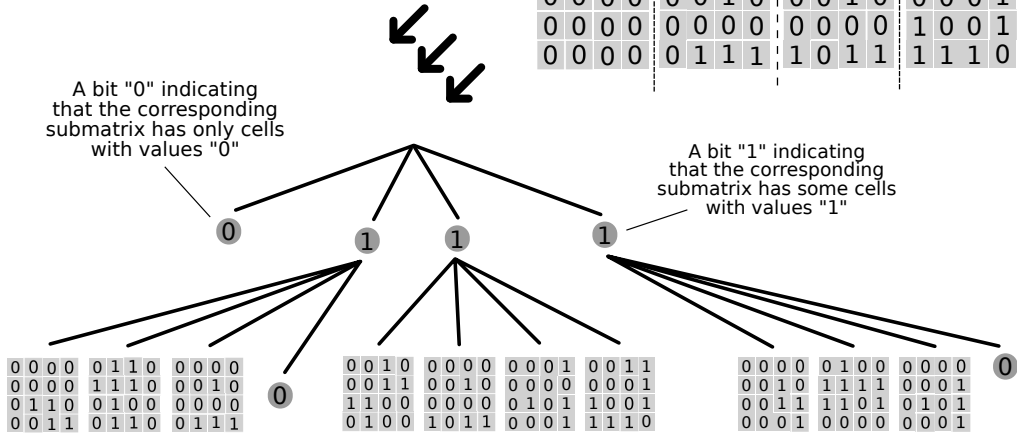 0 0 0 0 0 0 1 0 0 0 1 0 0 0 0 1
0 0 0 0 0 0 0 0 0 0 0 0 1 0 0 1
0 0 0 0 0 1 1 1 1 0 1 1 1 1 1 0
A bit "0" indicating
that the corresponding
submatrix has only cells
with values "0"
A bit "1" indicating
that the corresponding
submatrix has some cells
with values "1"
0 1 1 1
0 0 0 0 0 1 1 0 0 0 0 0 0 0 1 0 0 0 0 0 0 0 0 1 0 0 1 1 0 0 0 0 0 1 0 0 0 0 0 0 0
0 0 0 0 1 1 1 0 0 0 1 0 0 0 1 1 0 0 1 0 0 0 0 0 0 0 0 1 0 0 1 0 1 1 1 1 0 0 0 1
0 1 1 0 0 1 0 0 0 0 0 0 0 1 1 0 0 0 0 0 0 0 1 0 1 1 0 0 1 0 0 1 1 1 1 0 1 0 1 0 1
0 0 1 1 0 1 1 0 0 1 1 1 0 1 0 0 1 0 1 1 0 0 0 1 1 1 1 0 0 0 0 1 0 0 0 0 0 0 0 1